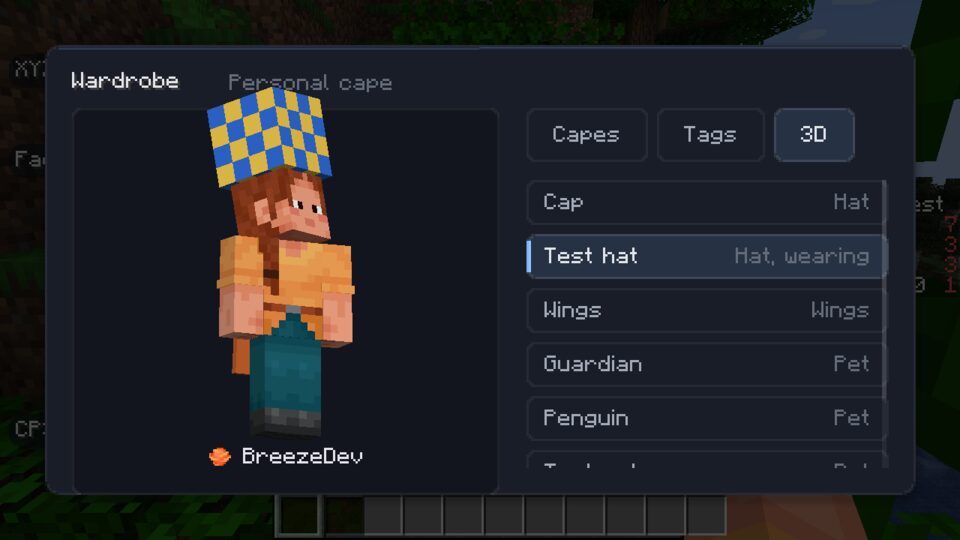 XYZ
Wardrobe
Personal cape
Capes
Tags
3D
Cap
Hat
Test hat
Hat, wearing
Wings
Wings
Guardian
Pet
Penguin
Pet
BreezeDev